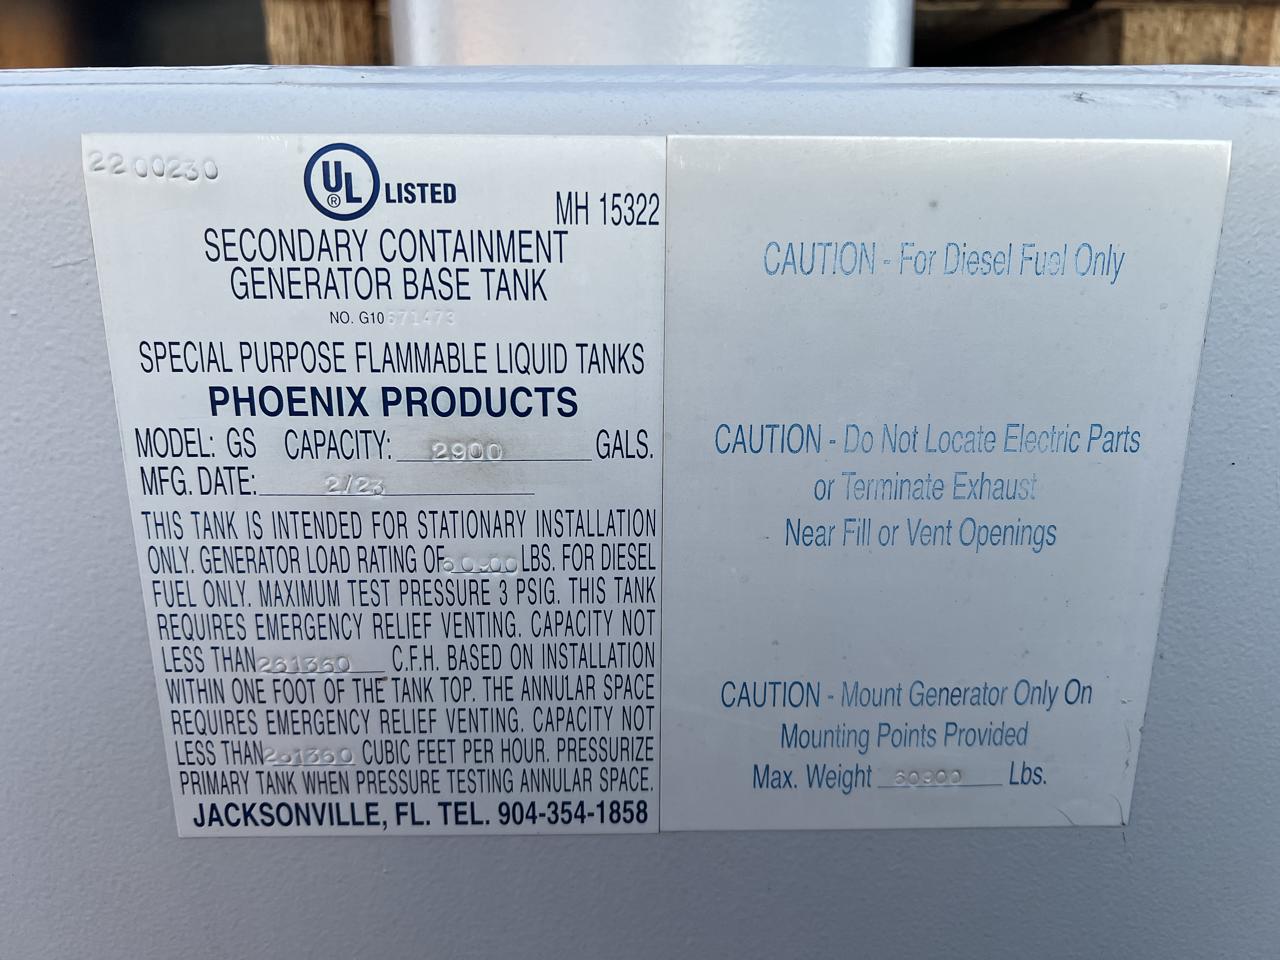 2200230
UL
®
LISTED
MH 15322
SECONDARY CONTAINMENT
GENERATOR BASE TANK
NO. G10 671473
SPECIAL PURPOSE FLAMMABLE LIQUID TANKS
PHOENIX PRODUCTS
MODEL: GS CAPACITY: 2900 GALS.
MFG. DATE: 2/23
THIS TANK IS INTENDED FOR STATIONARY INSTALLATION
ONLY. GENERATOR LOAD RATING OF 60900 LBS. FOR DIESEL
FUEL ONLY. MAXIMUM TEST PRESSURE 3 PSIG. THIS TANK
REQUIRES EMERGENCY RELIEF VENTING. CAPACITY NOT
LESS THAN 261360 C.F.H. BASED ON INSTALLATION
WITHIN ONE FOOT OF THE TANK TOP. THE ANNULAR SPACE
REQUIRES EMERGENCY RELIEF VENTING. CAPACITY NOT
LESS THAN 261360 CUBIC FEET PER HOUR. PRESSURIZE
PRIMARY TANK WHEN PRESSURE TESTING ANNULAR SPACE.
JACKSONVILLE, FL. TEL. 904-354-1858
CAUTION - For Diesel Fuel Only
CAUTION - Do Not Locate Electric Parts
or Terminate Exhaust
Near Fill or Vent Openings
CAUTION - Mount Generator Only On
Mounting Points Provided
Max. Weight 60900 Lbs.